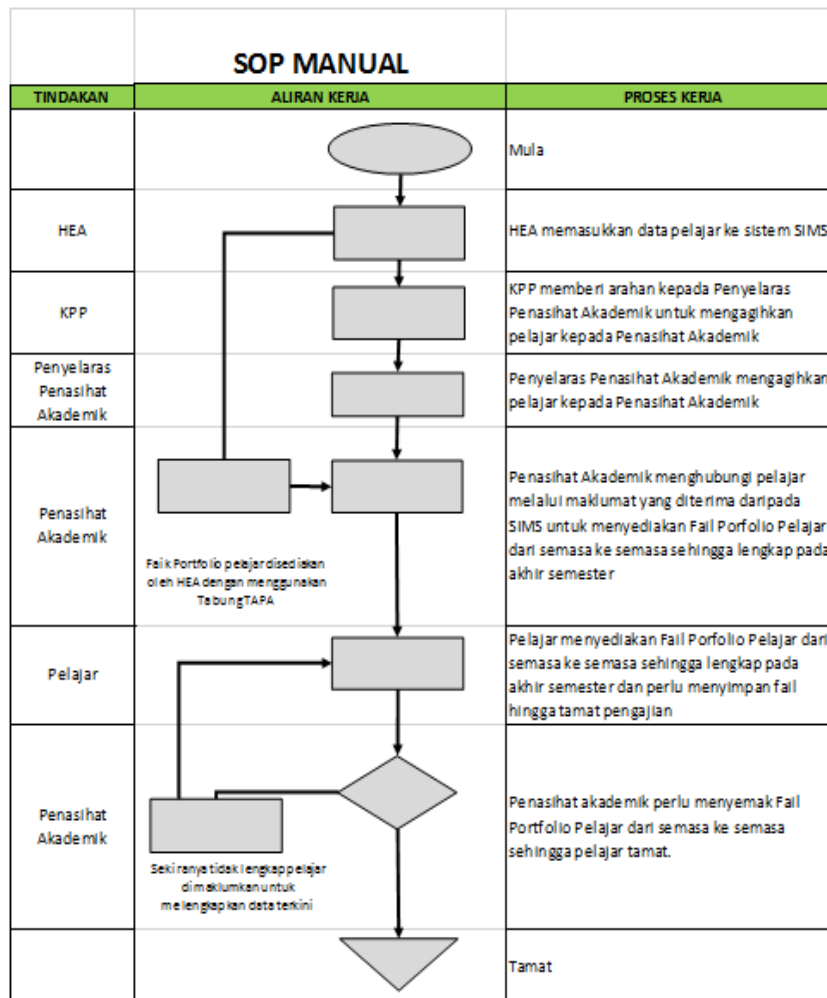 SOP MANUAL
TINDAKAN
ALIRAN KERJA
PROSES KERJA
Mula
HEA
HEA memasukkan data pelajar ke sistem SIMS
KPP
KPP memberi arahan kepada Penyelaras
Penasihat Akademik untuk mengagihkan
pelajar kepada Penasihat Akademik
Penyelaras
Penasihat
Akademik
Penyelaras Penasihat Akademik mengagihkan
pelajar kepada Penasihat Akademik
Penasihat
Akademik
Faik Portfolio pelajar disediakan
oleh HEA dengan menggunakan
Tabung TAPA
Penasihat Akademik menghubungi pelajar
melalui maklumat yang diterima daripada
SIMS untuk menyediakan Fail Porfolio Pelajar
dari semasa ke semasa sehingga lengkap pada
akhir semester
Pelajar
Pelajar menyediakan Fail Porfolio Pelajar dari
semasa ke semasa sehingga lengkap pada
akhir semester dan perlu menyimpan fail
hingga tamat pengajian
Penasihat
Akademik
Sekiranya tidak lengkap pelajar
dimaklumkan untuk
melengkapkan data terkini
Penasihat akademik perlu menyemak Fail
Portfolio Pelajar dari semasa ke semasa
sehingga pelajar tamat.
Tamat